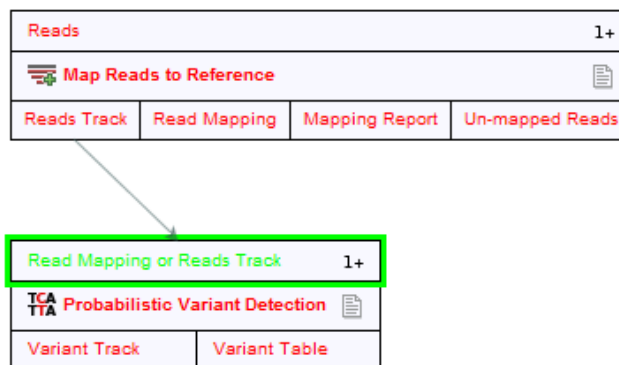 Reads 1+
Map Reads to Reference
Reads Track Read Mapping Mapping Report Un-mapped Reads
Read Mapping or Reads Track 1+
TCA
TTA Probabilistic Variant Detection
Variant Track Variant Table